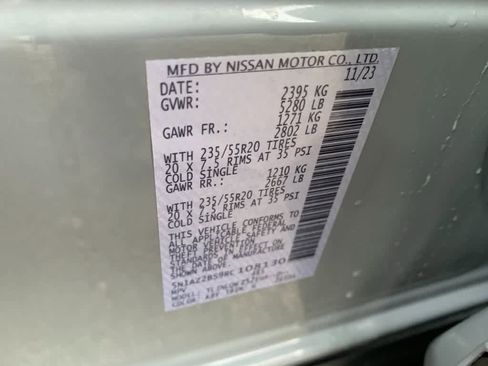 MFD BY NISSAN MOTOR CO., LTD.
DATE: 11/23
GVWR: 2395 KG
5280 LB
GAWR FR.: 1271 KG
2802 LB
WITH 235/55R20 TIRES
20 X 7.5 RIMS AT 35 PSI
COLD SINGLE
GAWR RR.: 1210 KG
2667 LB
WITH 235/55R20 TIRES
20 X 7.5 RIMS AT 35 PSI
COLD SINGLE
THIS VEHICLE CONFORMS TO
ALL APPLICABLE FEDERAL
MOTOR VEHICLE SAFETY AND
THEFT PREVENTION
STANDARDS IN EFFECT ON
THE DATE OF MANUFACTURE
SHOWN ABOVE.
5N1AZ2BS9RC108130
MPV
MODEL:
COLOR: TRIM: G